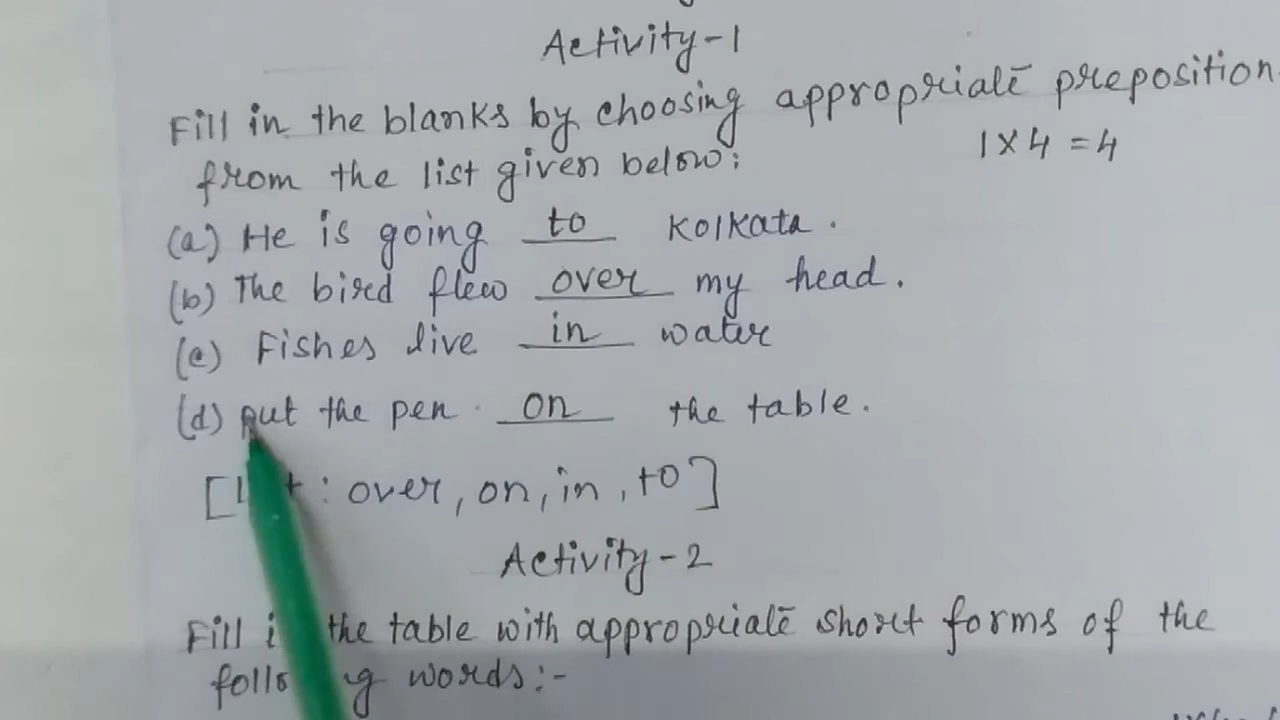 Activity-1
Fill in the blanks by choosing appropriate preposition
from the list given below: 1 X 4 = 4
(a) He is going to Kolkata.
(b) The bird flew over my head.
(c) Fishes live in water
(d) put the pen on the table.
[ : over, on, in, to]
Activity-2
Fill the table with appropriate short forms of the
words:-